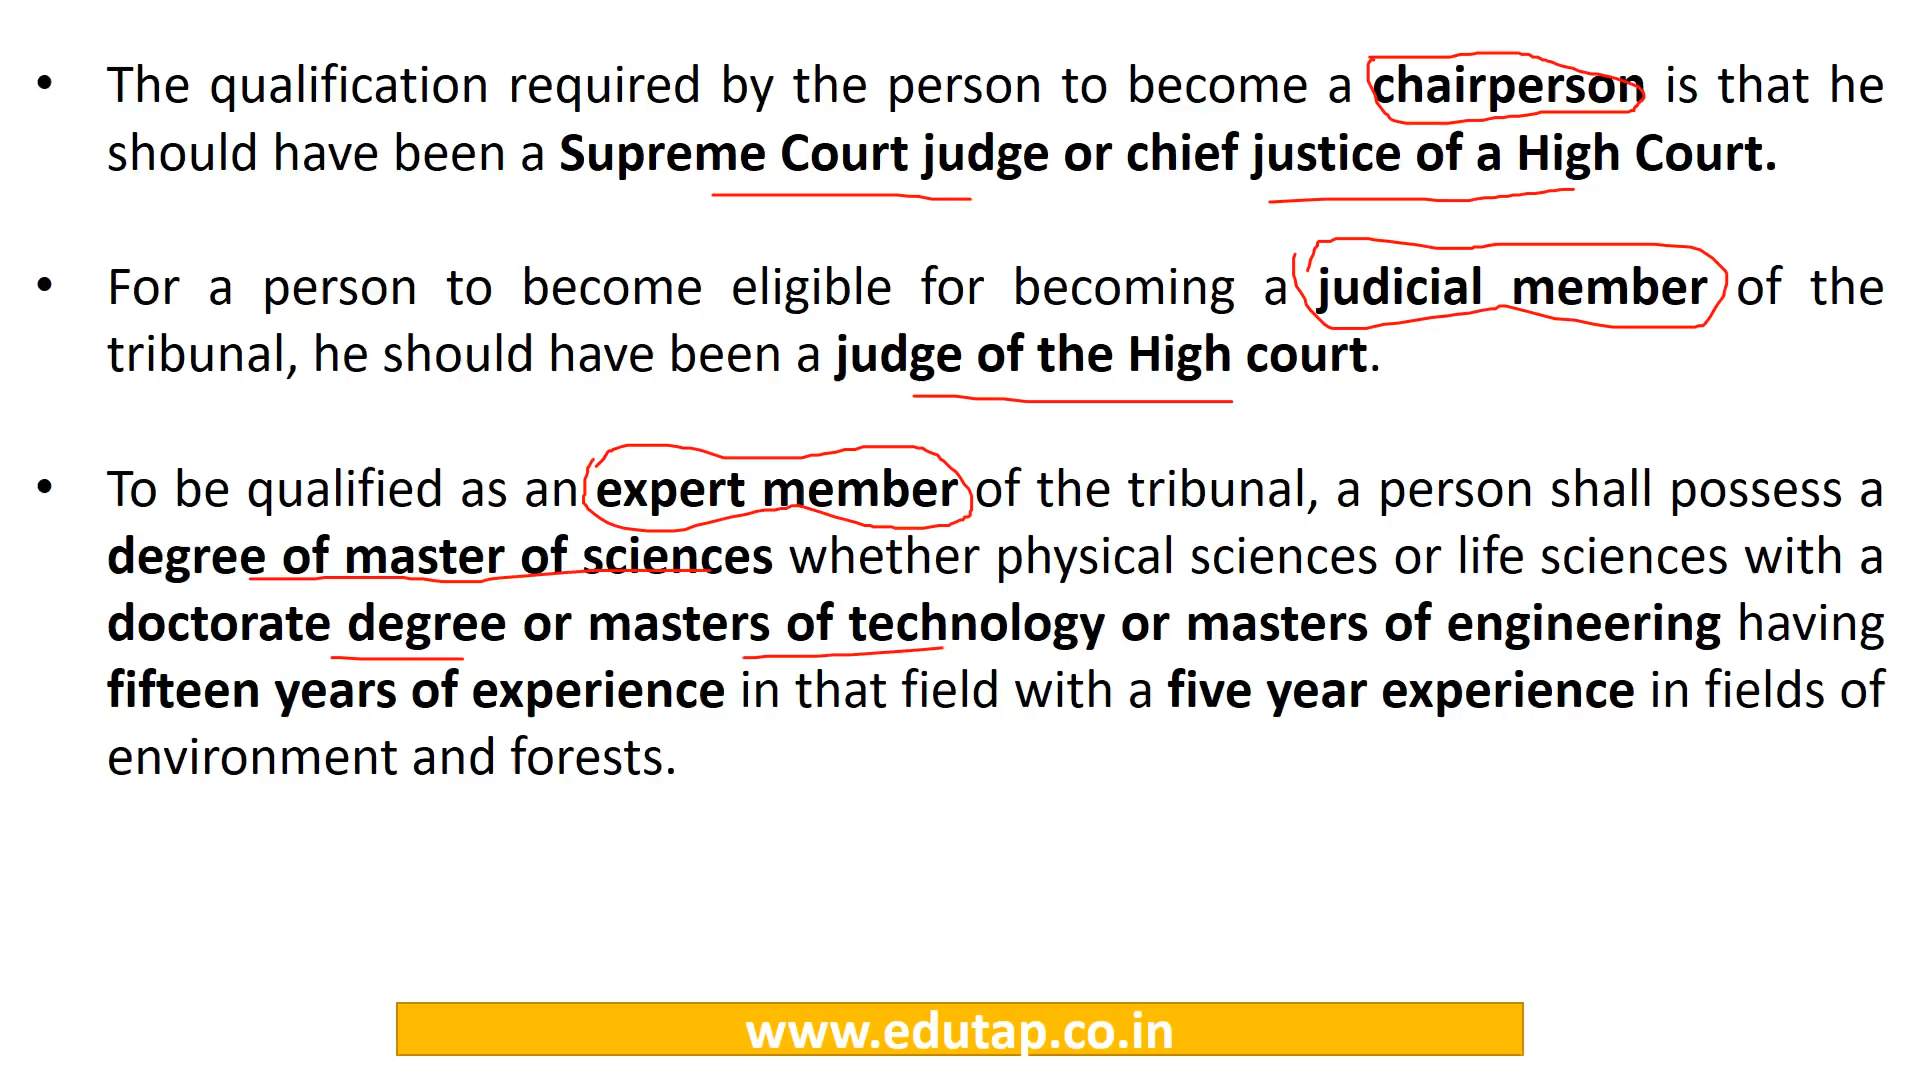 • The qualification required by the person to become a chairperson is that he
should have been a Supreme Court judge or chief justice of a High Court.
• For a person to become eligible for becoming a judicial member of the
tribunal, he should have been a judge of the High court.
• To be qualified as an expert member of the tribunal, a person shall possess a
degree of master of sciences whether physical sciences or life sciences with a
doctorate degree or masters of technology or masters of engineering having
fifteen years of experience in that field with a five year experience in fields of
environment and forests.
www.edutap.co.in